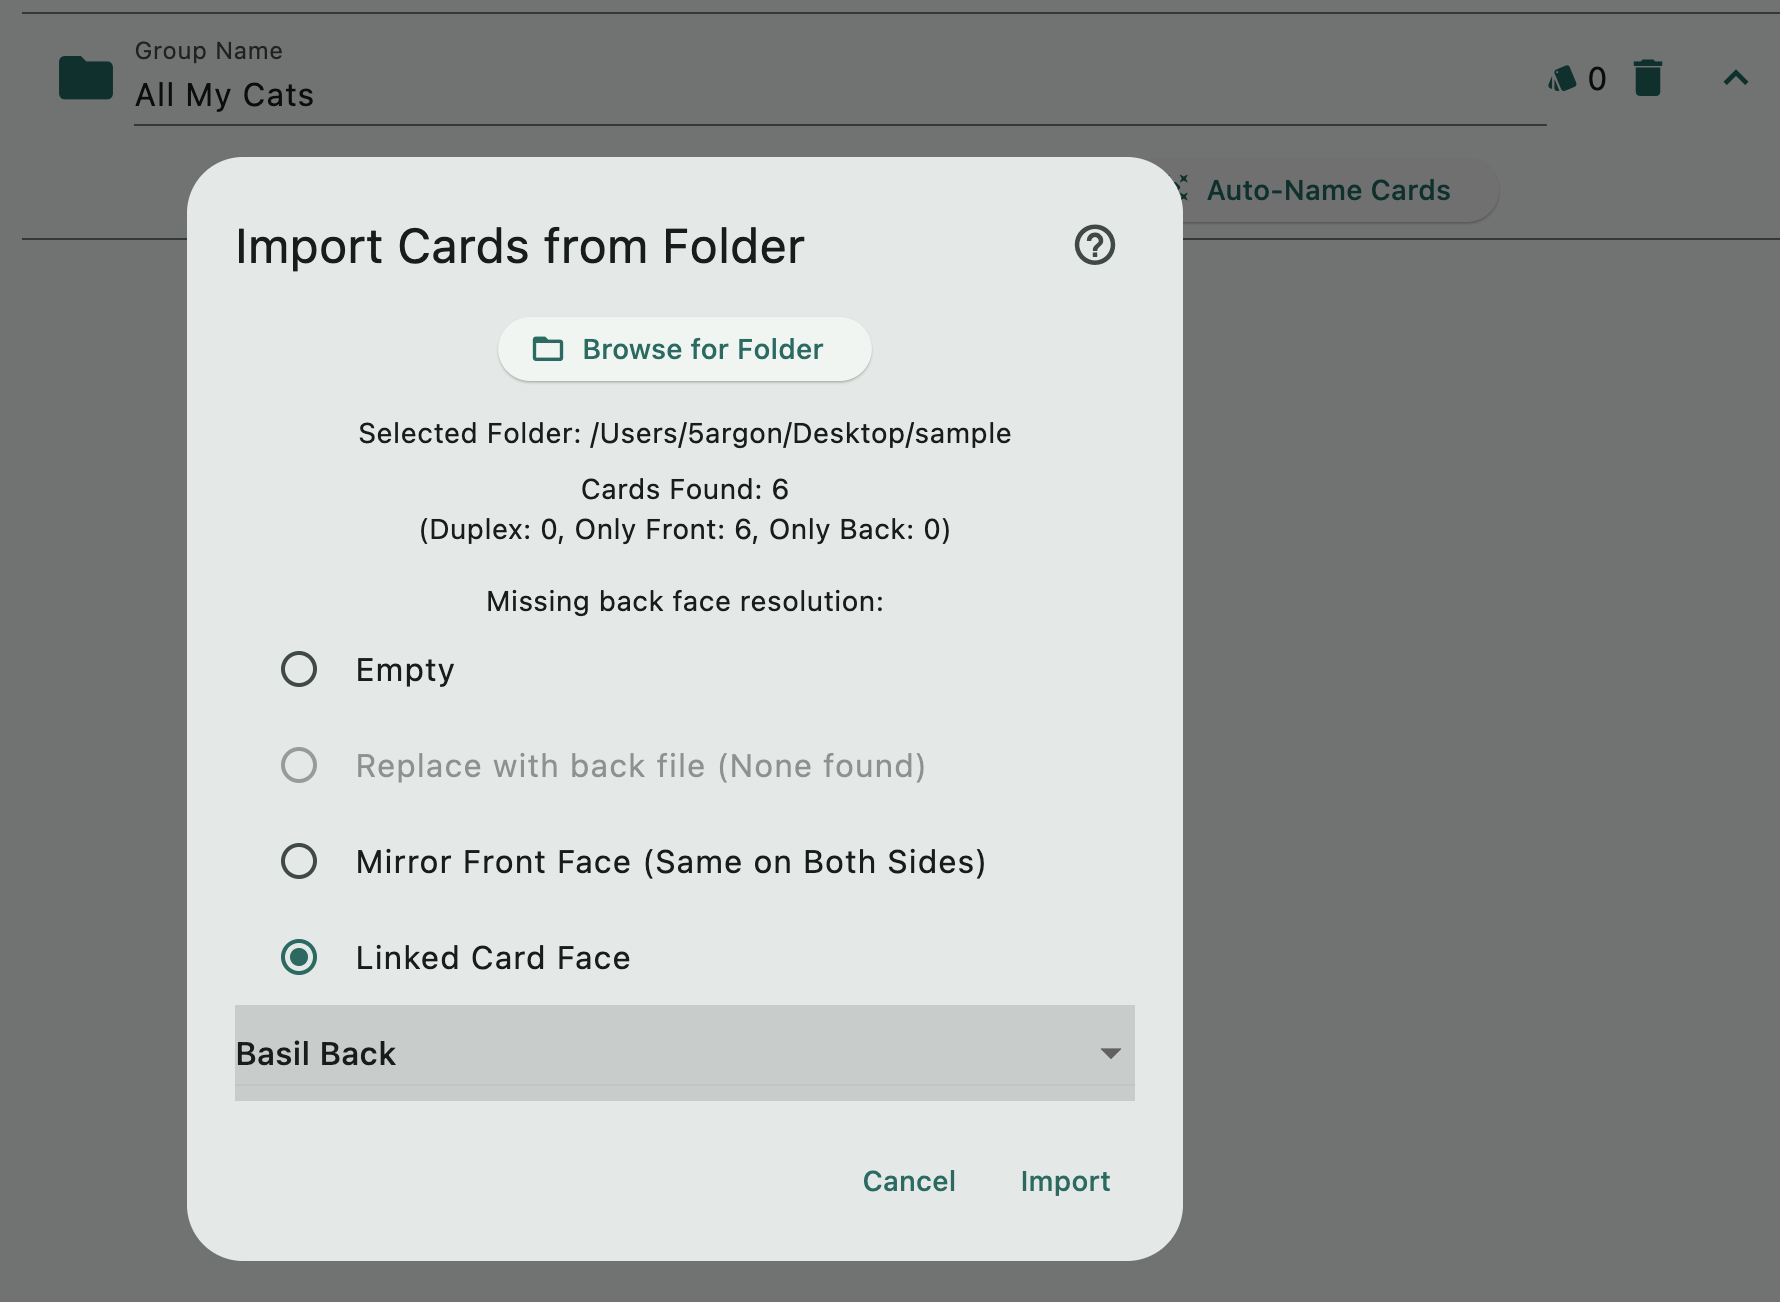 Group Name
All My Cats
0
Auto-Name Cards
Import Cards from Folder
Browse for Folder
Selected Folder: /Users/5argon/Desktop/sample
Cards Found: 6
(Duplex: 0, Only Front: 6, Only Back: 0)
Missing back face resolution:
Empty
Replace with back file (None found)
Mirror Front Face (Same on Both Sides)
Linked Card Face
Basil Back
Cancel
Import